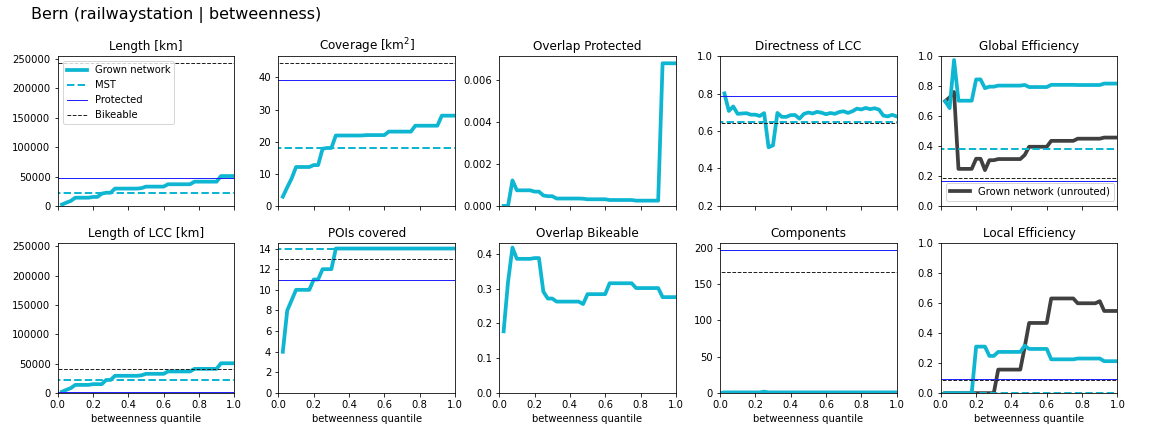 Bern (railwaystation | betweenness)
Length [km]
250000
200000
150000
100000
50000
0
Grown network
MST
Protected
Bikeable
Coverage [km²]
40
30
20
10
0
Overlap Protected
0.006
0.004
0.002
0.000
Directness of LCC
1.0
0.8
0.6
0.4
0.2
Global Efficiency
1.0
0.8
0.6
0.4
0.2
0.0
Grown network (unrouted)
Length of LCC [km]
250000
200000
150000
100000
50000
0
0.0 0.2 0.4 0.6 0.8 1.0
betweenness quantile
POIs covered
14
12
10
8
6
4
2
0
0.0 0.2 0.4 0.6 0.8 1.0
betweenness quantile
Overlap Bikeable
0.4
0.3
0.2
0.1
0.0
0.0 0.2 0.4 0.6 0.8 1.0
betweenness quantile
Components
200
150
100
50
0
0.0 0.2 0.4 0.6 0.8 1.0
betweenness quantile
Local Efficiency
1.0
0.8
0.6
0.4
0.2
0.0
0.0 0.2 0.4 0.6 0.8 1.0
betweenness quantile